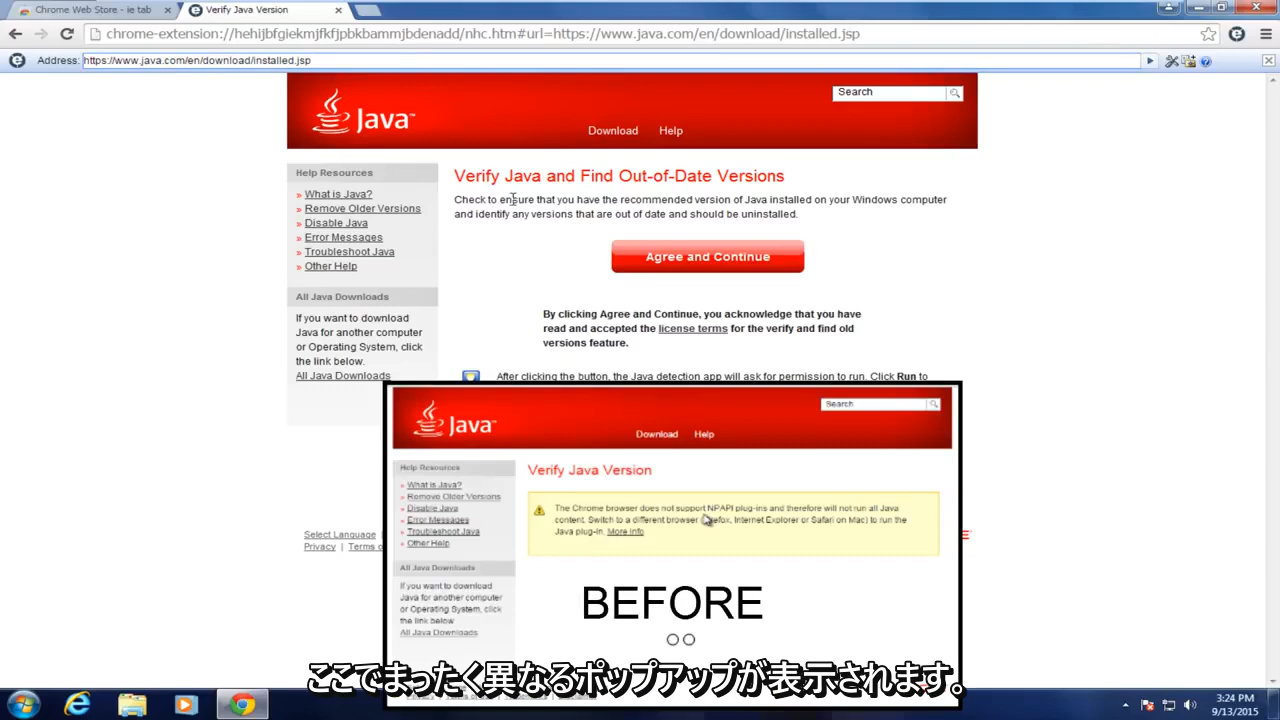 Chrome Web Store - ie tab
Verify Java Version
chrome-extension://hehijbfgiekmjfkfjpbkbammjbdenadd/nhc.htm#url=https://www.java.com/en/download/installed.jsp
Address: https://www.java.com/en/download/installed.jsp
Java™
Search
Download Help
Help Resources
» What is Java?
» Remove Older Versions
» Disable Java
» Error Messages
» Troubleshoot Java
» Other Help
All Java Downloads
If you want to download
Java for another computer
or Operating System, click
the link below.
All Java Downloads
Verify Java and Find Out-of-Date Versions
Check to ensure that you have the recommended version of Java installed on your Windows computer
and identify any versions that are out of date and should be uninstalled.
Agree and Continue
By clicking Agree and Continue, you acknowledge that you have
read and accepted the license terms for the verify and find old
versions feature.
After clicking the button, the Java detection app will ask for permission to run. Click Run to
Select Language
Privacy | Terms
Java™
Search
Download Help
Help Resources
» What is Java?
» Remove Older Versions
» Disable Java
» Error Messages
» Troubleshoot Java
» Other Help
All Java Downloads
If you want to download
Java for another computer
or Operating System, click
the link below
All Java Downloads
Verify Java Version
The Chrome browser does not support NPAPI plug-ins and therefore will not run all Java
content. Switch to a different browser (Firefox, Internet Explorer or Safari on Mac) to run the
Java plug-in. More info
BEFORE
ここでまったく異なるポップアップが表示されます。
3:24 PM
9/13/2015